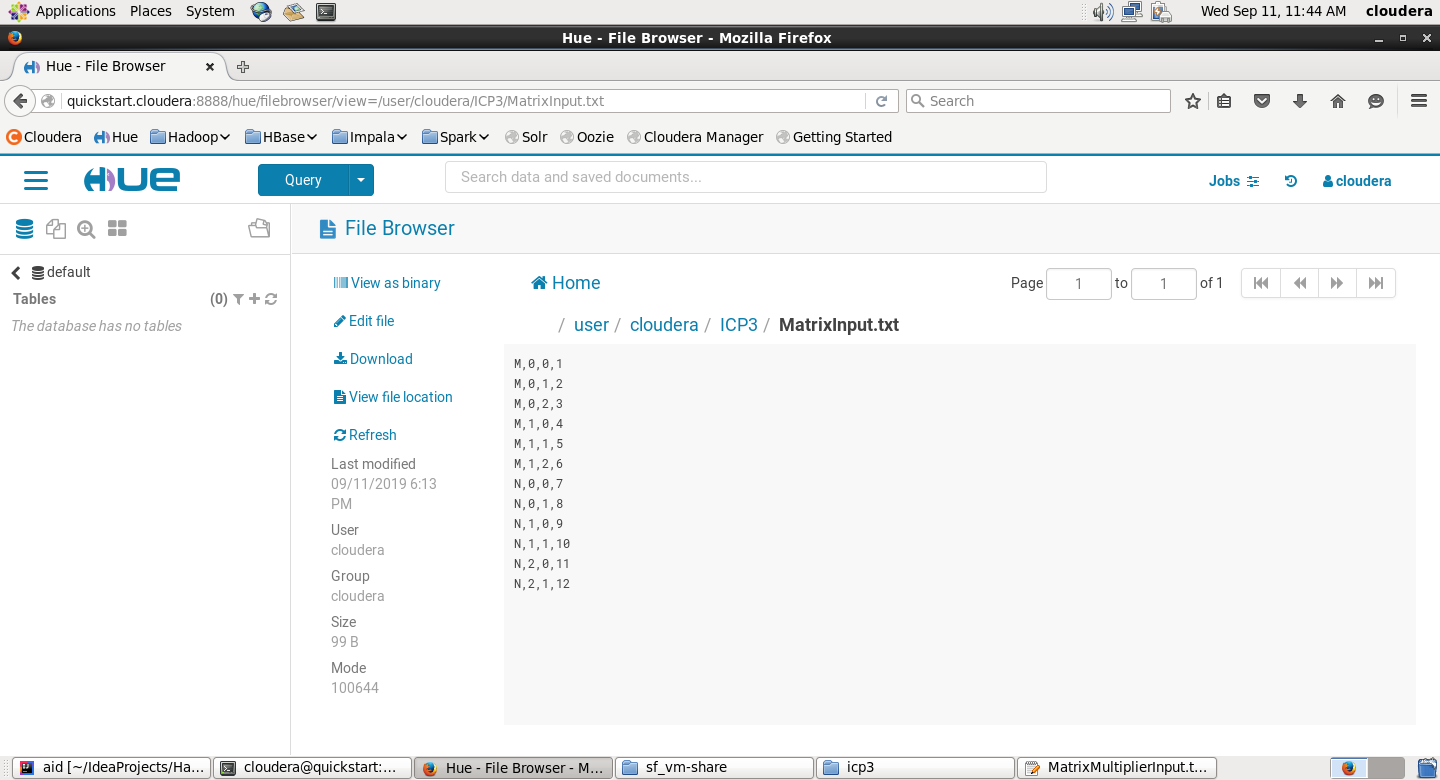 Applications Places System Wed Sep 11, 11:44 AM cloudera
Hue - File Browser - Mozilla Firefox
Hue - File Browser
quickstart.cloudera:8888/hue/filebrowser/view=/user/cloudera/ICP3/MatrixInput.txt Search
Cloudera Hue Hadoop HBase Impala Spark Solr Oozie Cloudera Manager Getting Started
HUE Query Search data and saved documents... Jobs cloudera
File Browser
default
Tables (0)
The database has no tables
View as binary
Edit file
Download
View file location
Refresh
Last modified
09/11/2019 6:13
PM
User
cloudera
Group
cloudera
Size
99 B
Mode
100644
Home Page 1 to 1 of 1
/ user / cloudera / ICP3 / MatrixInput.txt
M,0,0,1
M,0,1,2
M,0,2,3
M,1,0,4
M,1,1,5
M,1,2,6
N,0,0,7
N,0,1,8
N,1,0,9
N,1,1,10
N,2,0,11
N,2,1,12
aid [~/IdeaProjects/Ha... cloudera@quickstart:... Hue - File Browser - M... sf_vm-share icp3 MatrixMultiplierInput.t...